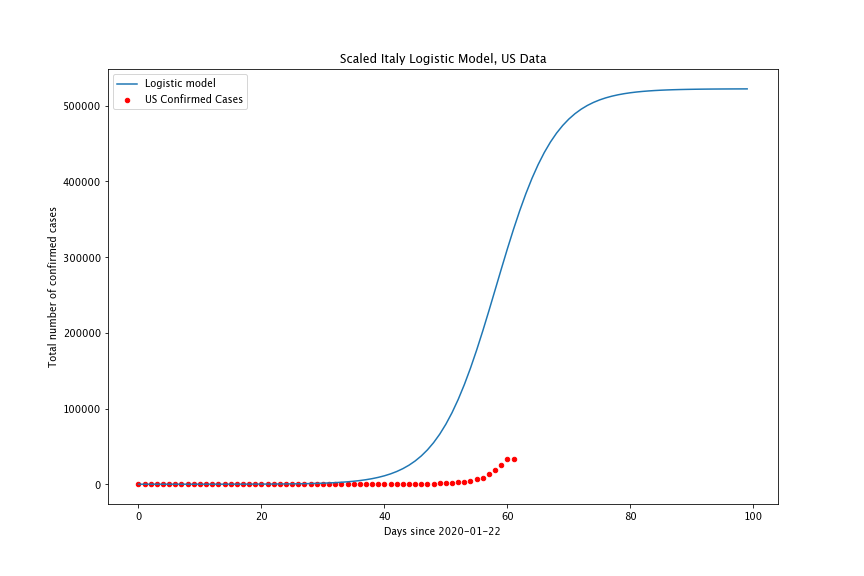 Scaled Italy Logistic Model, US Data
Logistic model
US Confirmed Cases
500000
400000
300000
200000
100000
0
Total number of confirmed cases
0 20 40 60 80 100
Days since 2020-01-22